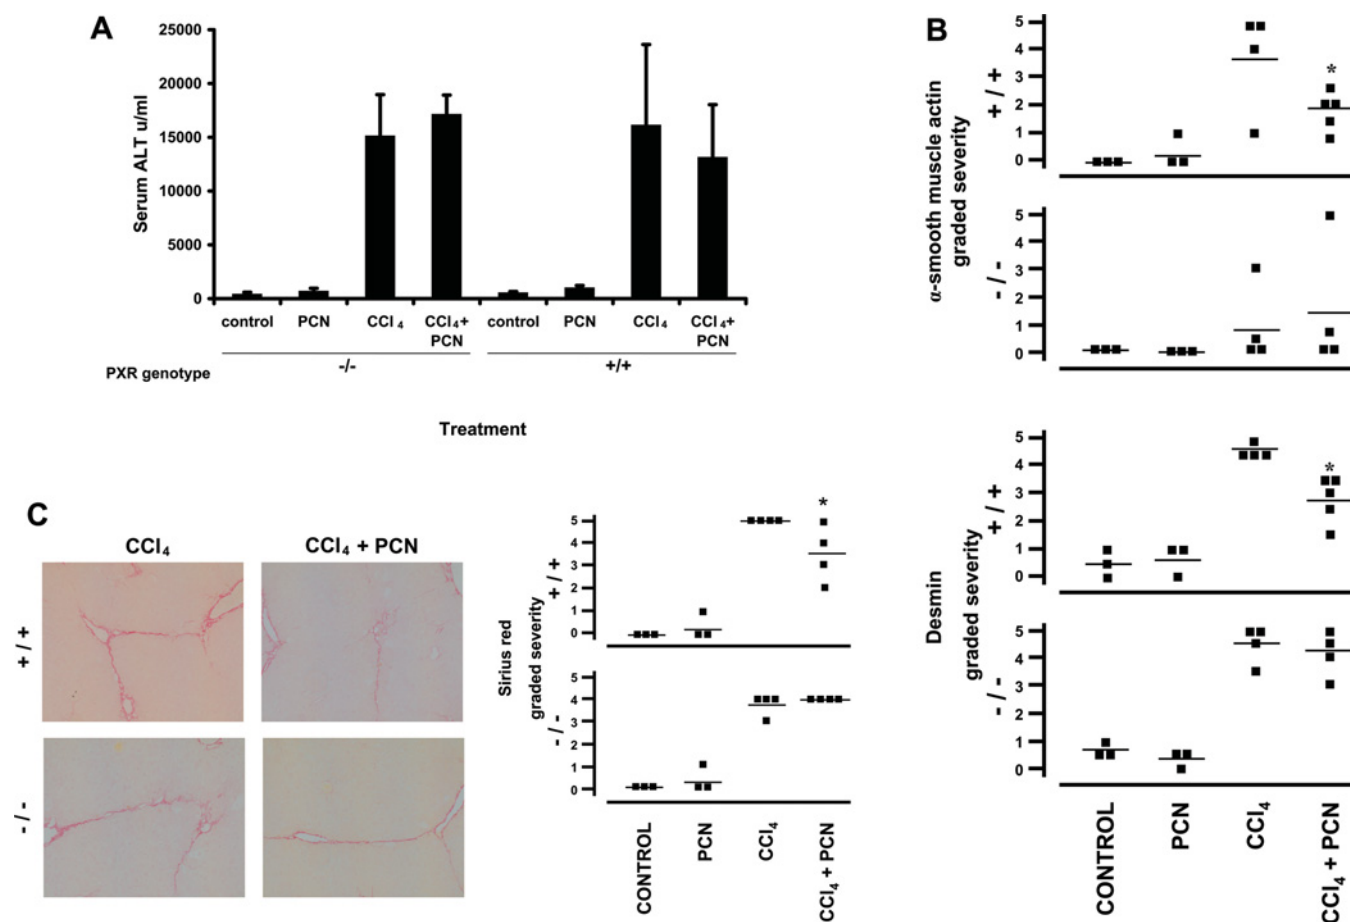 A
25000
20000
15000
10000
5000
0
Serum ALT u/ml
control PCN CCl4 CCl4+ PCN control PCN CCl4 CCl4+ PCN
PXR genotype -/- +/+
Treatment
B
α-smooth muscle actin
graded severity
+ / +
5
4
3
2
1
0
*
- / -
5
4
3
2
1
0
Desmin
graded severity
+ / +
5
4
3
2
1
0
*
- / -
5
4
3
2
1
0
CONTROL
PCN
CCl4
CCl4 + PCN
C
CCl4 CCl4 + PCN
+ / +
- / -
Sirius red
graded severity
+ / +
5
4
3
2
1
0
*
- / -
5
4
3
2
1
0
CONTROL
PCN
CCl4
CCl4 + PCN